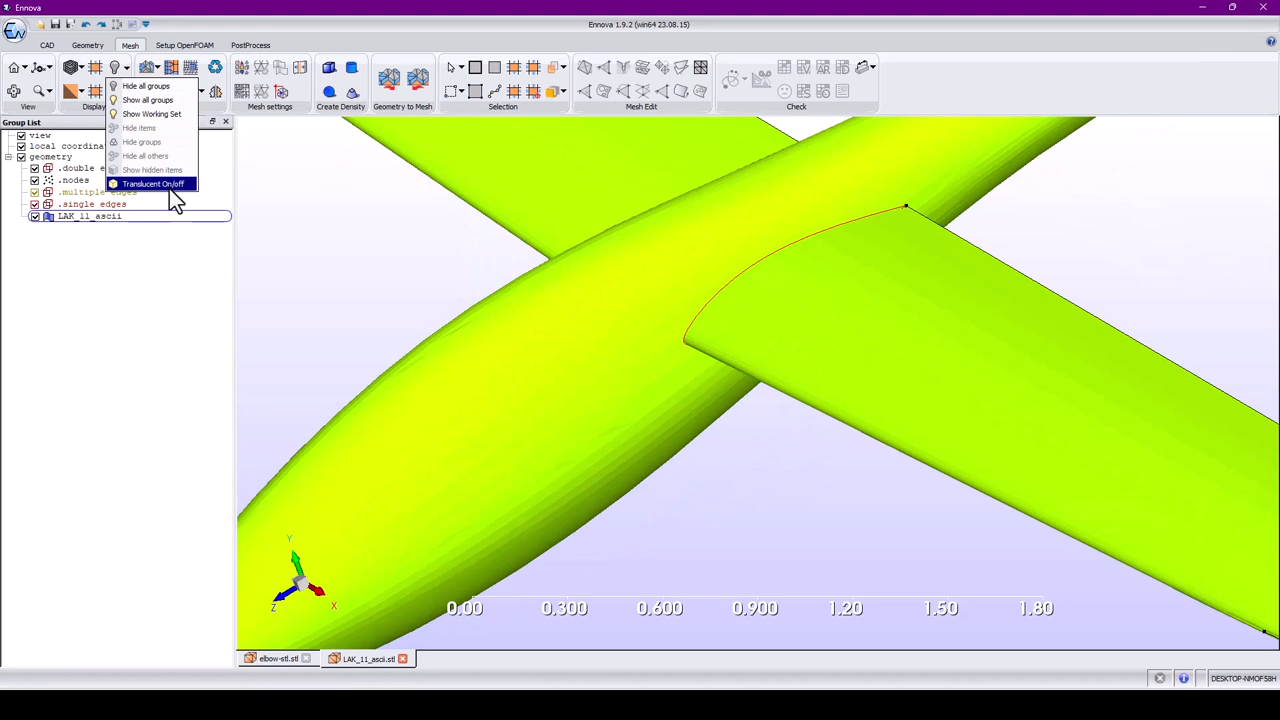 Ennova
Ennova 1.9.2 (win64 23.08.15)
CAD
Geometry
Mesh
Setup OpenFOAM
PostProcess
View
Display
Mesh settings
Create Density
Geometry to Mesh
Selection
Mesh Edit
Check
Hide all groups
Show all groups
Show Working Set
Hide items
Hide groups
Hide all others
Show hidden items
Translucent On/off
Group List
view
geometry
.nodes
.multiple edges
.single edges
LAK_11_ascii
Y
Z
X
0.00 0.300 0.600 0.900 1.20 1.50 1.80
elbow-stl.stl
LAK_11_ascii.stl
DESKTOP-NMOF58H